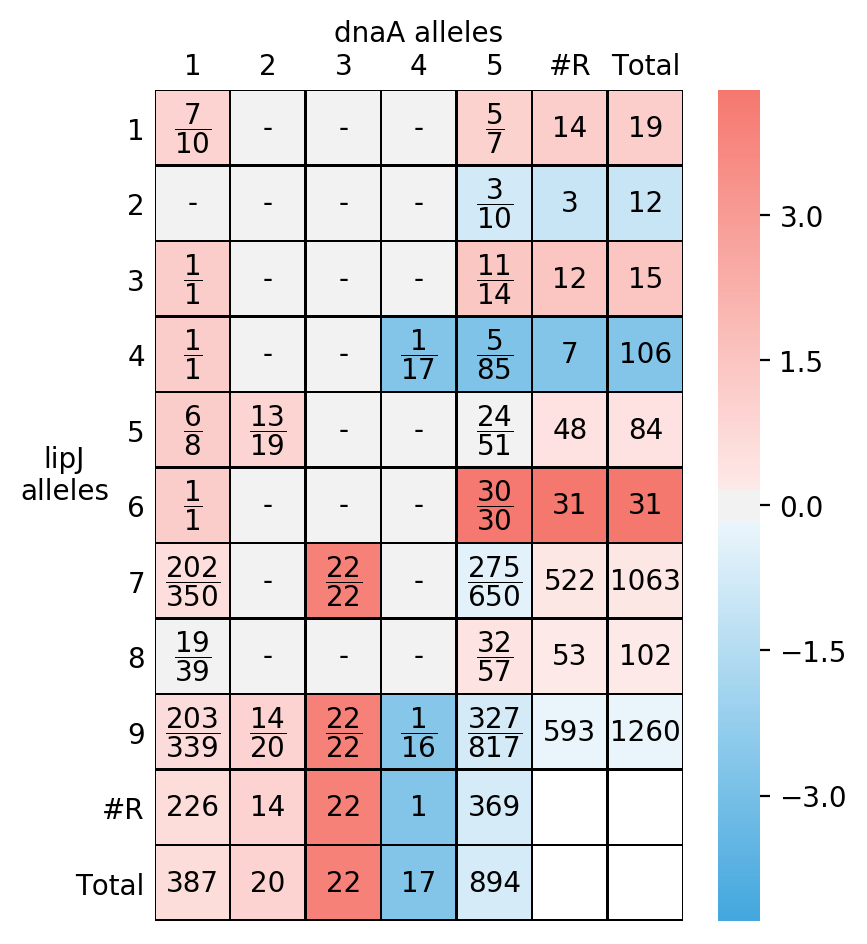 dnaA alleles
1 2 3 4 5 #R Total
1 7/10 - - - 5/7 14 19
2 - - - - 3/10 3 12
3 1/1 - - - 11/14 12 15
4 1/1 - - 1/17 5/85 7 106
5 6/8 13/19 - - 24/51 48 84
lipJ
alleles
6 1/1 - - - 30/30 31 31
7 202/350 - 22/22 - 275/650 522 1063
8 19/39 - - - 32/57 53 102
9 203/339 14/20 22/22 1/16 327/817 593 1260
#R 226 14 22 1 369
Total 387 20 22 17 894
3.0
1.5
0.0
−1.5
−3.0